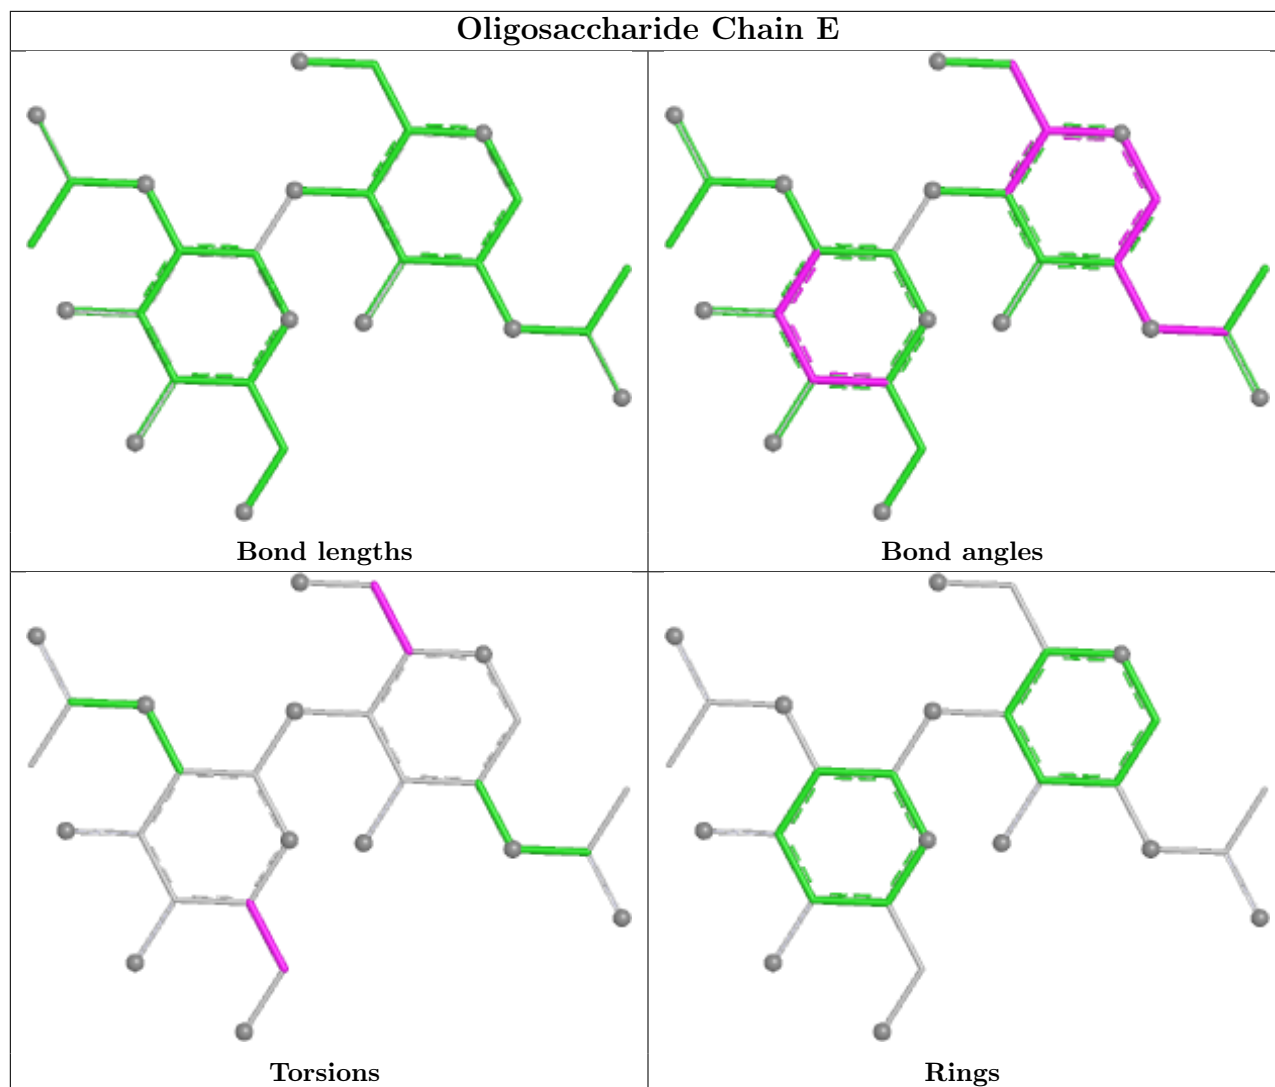 Oligosaccharide Chain E
Bond lengths
Bond angles
Torsions
Rings